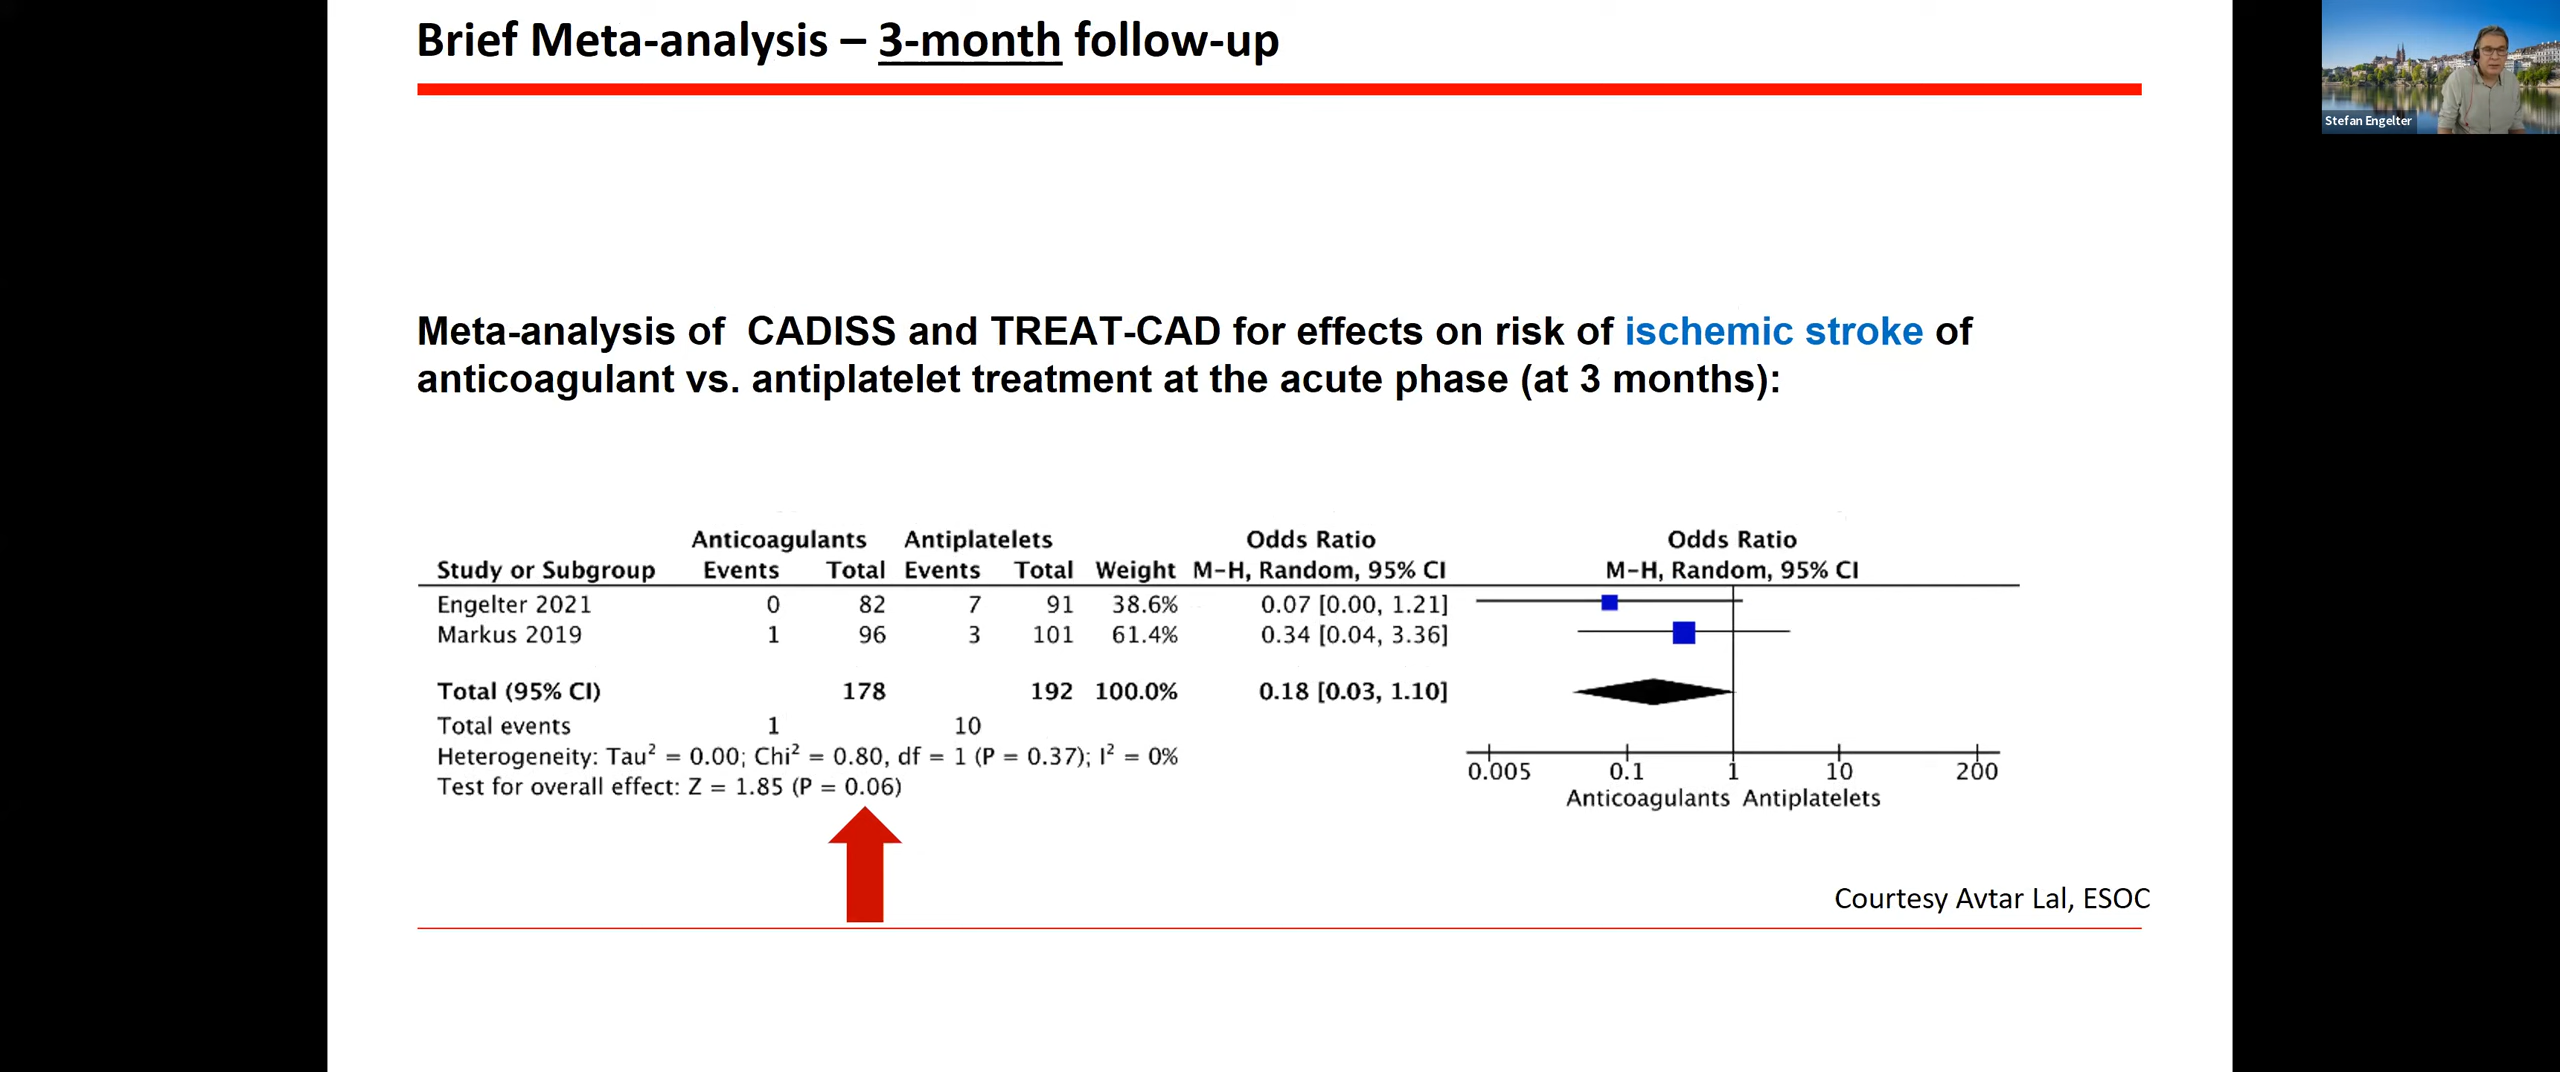 Brief Meta-analysis – 3-month follow-up
Stefan Engelter
Meta-analysis of CADISS and TREAT-CAD for effects on risk of ischemic stroke of
anticoagulant vs. antiplatelet treatment at the acute phase (at 3 months):
Anticoagulants Antiplatelets Odds Ratio Odds Ratio
Study or Subgroup Events Total Events Total Weight M-H, Random, 95% CI M-H, Random, 95% CI
Engelter 2021 0 82 7 91 38.6% 0.07 [0.00, 1.21]
Markus 2019 1 96 3 101 61.4% 0.34 [0.04, 3.36]
Total (95% CI) 178 192 100.0% 0.18 [0.03, 1.10]
Total events 1 10
Heterogeneity: Tau² = 0.00; Chi² = 0.80, df = 1 (P = 0.37); I² = 0%
Test for overall effect: Z = 1.85 (P = 0.06)
0.005 0.1 1 10 200
Anticoagulants Antiplatelets
Courtesy Avtar Lal, ESOC